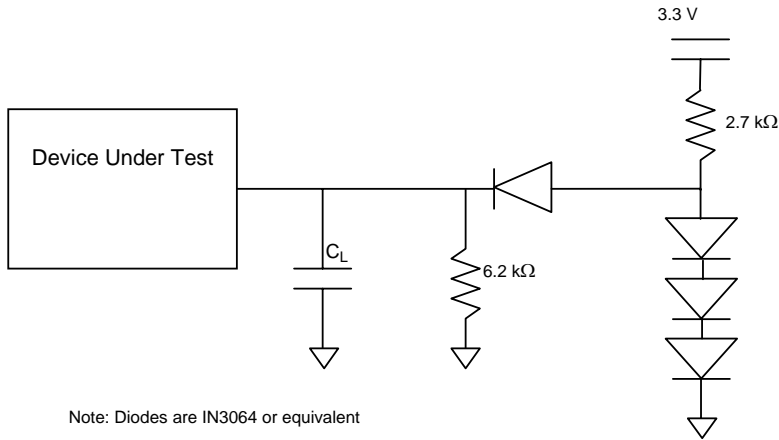 3.3 V
2.7 kΩ
Device Under Test
C_L
6.2 kΩ
Note: Diodes are IN3064 or equivalent